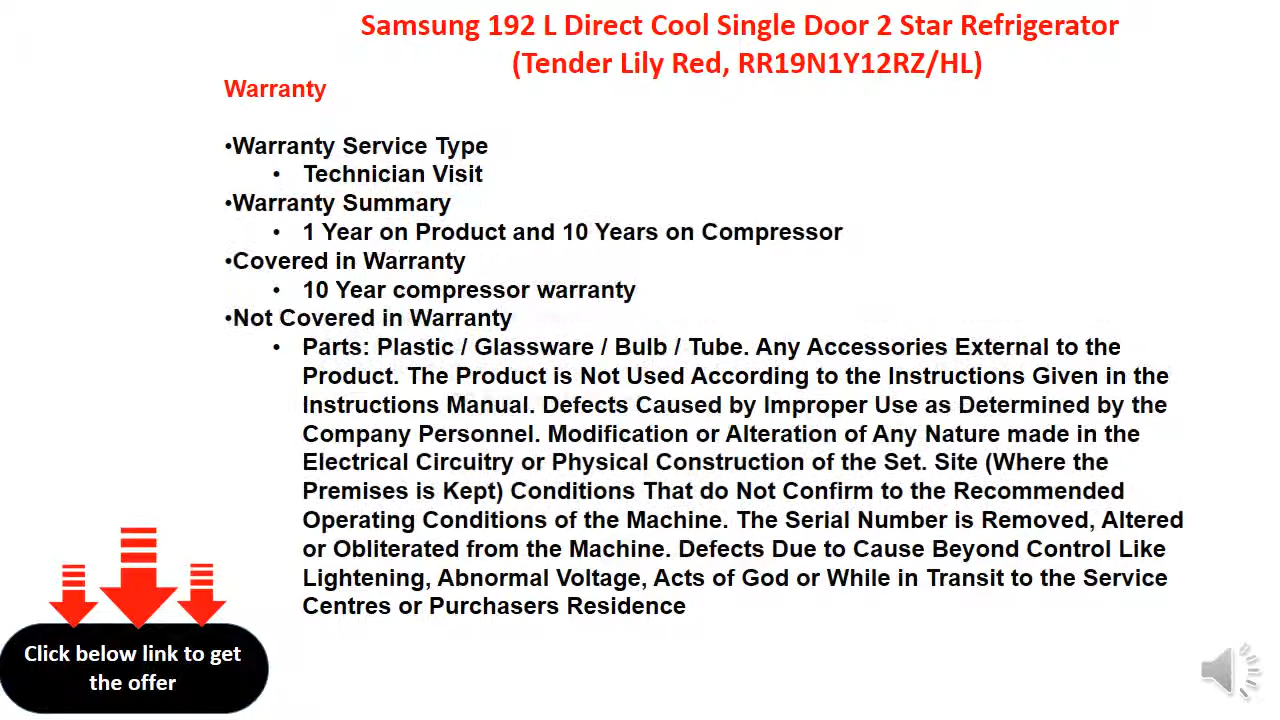 Samsung 192 L Direct Cool Single Door 2 Star Refrigerator
(Tender Lily Red, RR19N1Y12RZ/HL)
Warranty
•Warranty Service Type
• Technician Visit
•Warranty Summary
• 1 Year on Product and 10 Years on Compressor
•Covered in Warranty
• 10 Year compressor warranty
•Not Covered in Warranty
• Parts: Plastic / Glassware / Bulb / Tube. Any Accessories External to the
Product. The Product is Not Used According to the Instructions Given in the
Instructions Manual. Defects Caused by Improper Use as Determined by the
Company Personnel. Modification or Alteration of Any Nature made in the
Electrical Circuitry or Physical Construction of the Set. Site (Where the
Premises is Kept) Conditions That do Not Confirm to the Recommended
Operating Conditions of the Machine. The Serial Number is Removed, Altered
or Obliterated from the Machine. Defects Due to Cause Beyond Control Like
Lightening, Abnormal Voltage, Acts of God or While in Transit to the Service
Centres or Purchasers Residence
Click below link to get
the offer